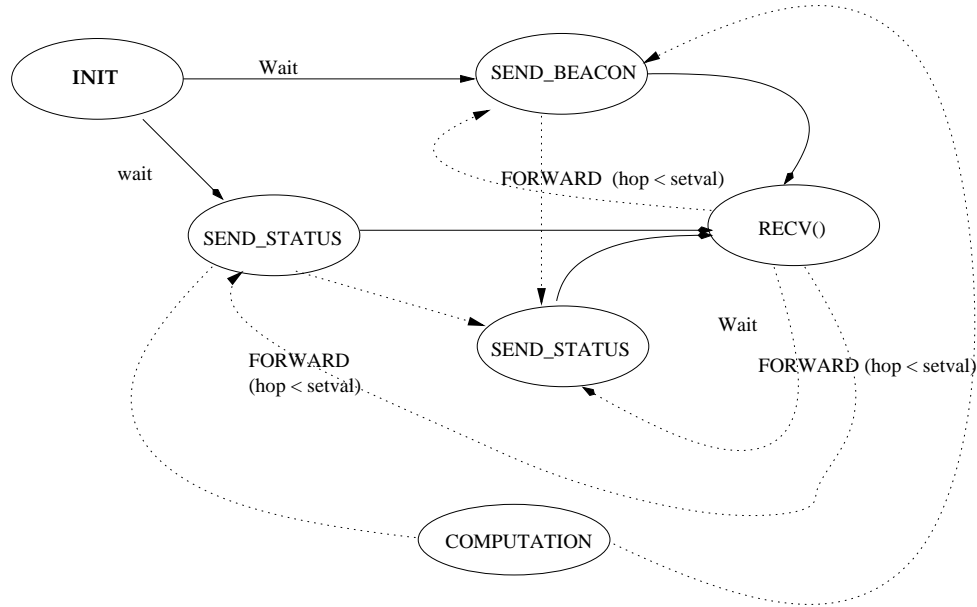 Wait
INIT
SEND_BEACON
wait
FORWARD (hop < setval)
SEND_STATUS
RECV()
Wait
SEND_STATUS
FORWARD
(hop < setval)
FORWARD (hop < setval)
COMPUTATION